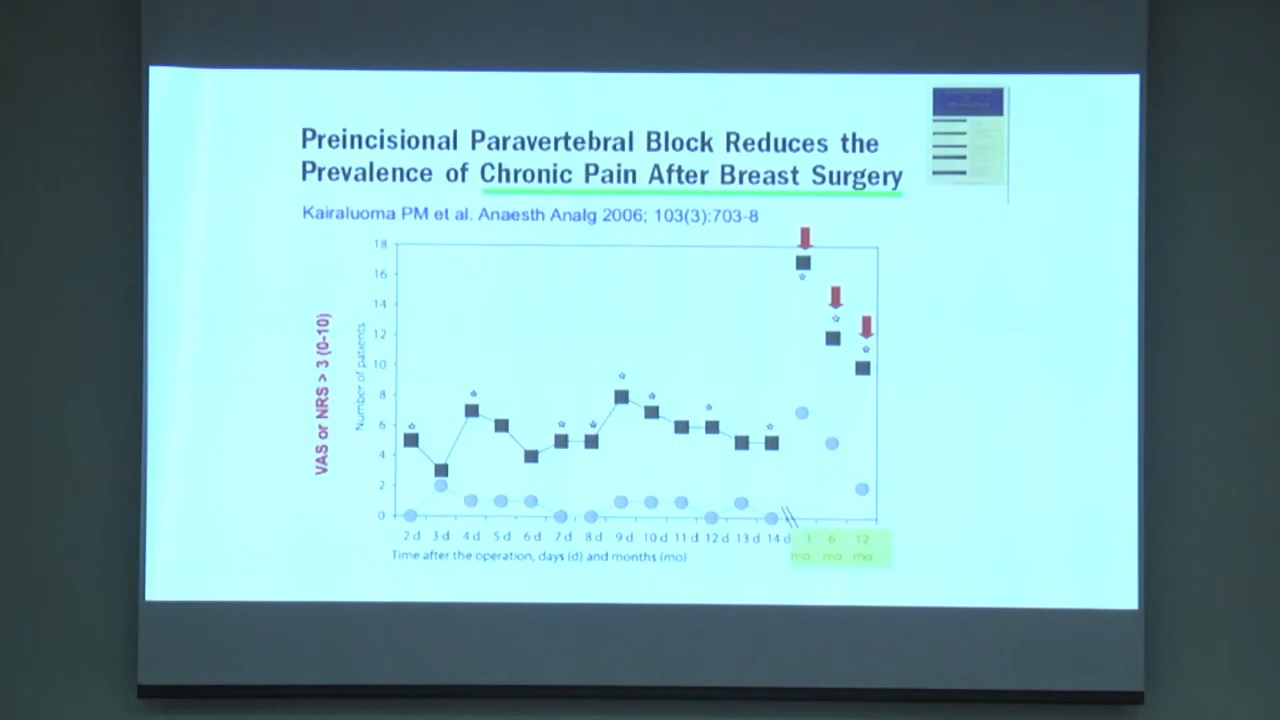 Preincisional Paravertebral Block Reduces the
Prevalence of Chronic Pain After Breast Surgery
Kairaluoma PM et al. Anaesth Analg 2006; 103(3):703-8
VAS or NRS > 3 (0-10)
Number of patients
18
16
14
12
10
8
6
4
2
0
2 d 3 d 4 d 5 d 6 d 7 d 8 d 9 d 10 d 11 d 12 d 13 d 14 d 1 6 12
mo mo mo
Time after the operation, days (d) and months (mo)